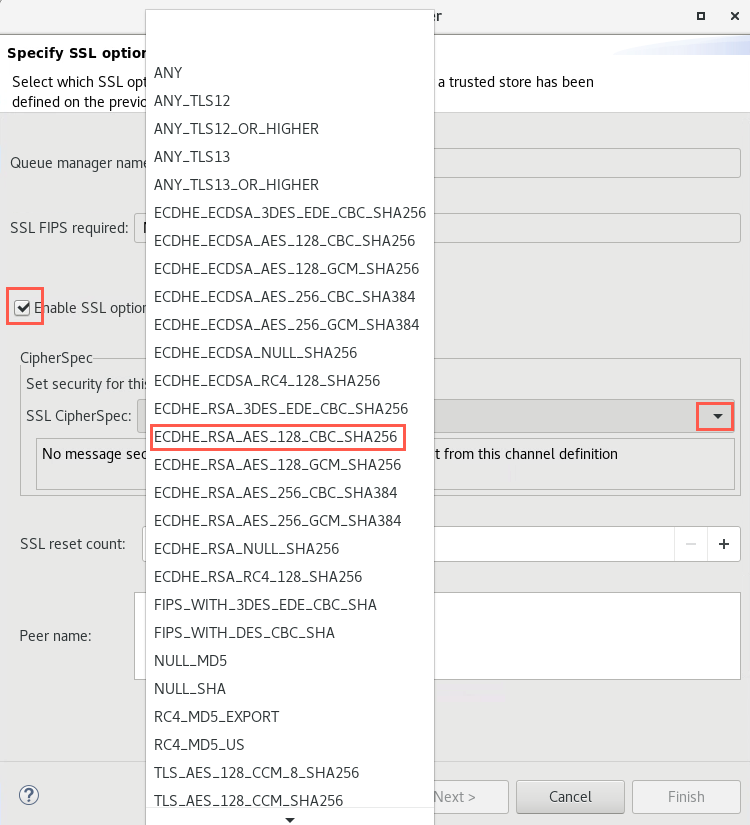 er
Specify SSL option
Select which SSL opt a trusted store has been
defined on the previo
Queue manager name
SSL FIPS required:
Enable SSL option
CipherSpec
Set security for this
SSL CipherSpec:
No message sec t from this channel definition
SSL reset count:
Peer name:
ANY
ANY_TLS12
ANY_TLS12_OR_HIGHER
ANY_TLS13
ANY_TLS13_OR_HIGHER
ECDHE_ECDSA_3DES_EDE_CBC_SHA256
ECDHE_ECDSA_AES_128_CBC_SHA256
ECDHE_ECDSA_AES_128_GCM_SHA256
ECDHE_ECDSA_AES_256_CBC_SHA384
ECDHE_ECDSA_AES_256_GCM_SHA384
ECDHE_ECDSA_NULL_SHA256
ECDHE_ECDSA_RC4_128_SHA256
ECDHE_RSA_3DES_EDE_CBC_SHA256
ECDHE_RSA_AES_128_CBC_SHA256
ECDHE_RSA_AES_128_GCM_SHA256
ECDHE_RSA_AES_256_CBC_SHA384
ECDHE_RSA_AES_256_GCM_SHA384
ECDHE_RSA_NULL_SHA256
ECDHE_RSA_RC4_128_SHA256
FIPS_WITH_3DES_EDE_CBC_SHA
FIPS_WITH_DES_CBC_SHA
NULL_MD5
NULL_SHA
RC4_MD5_EXPORT
RC4_MD5_US
TLS_AES_128_CCM_8_SHA256
TLS_AES_128_CCM_SHA256
?
Next >
Cancel
Finish